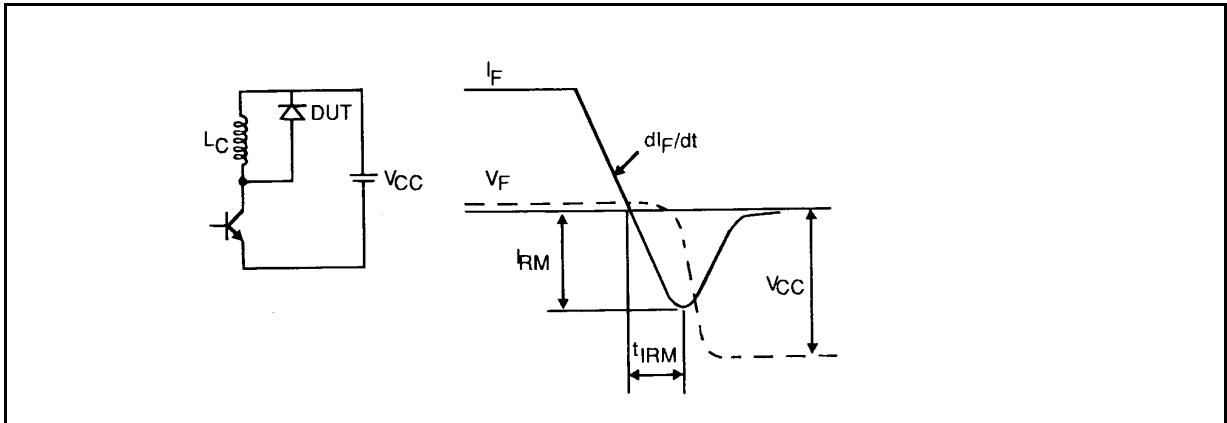 I_F
DUT
L_C
dI_F/dt
V_CC
V_F
I_RM
V_CC
t_IRM